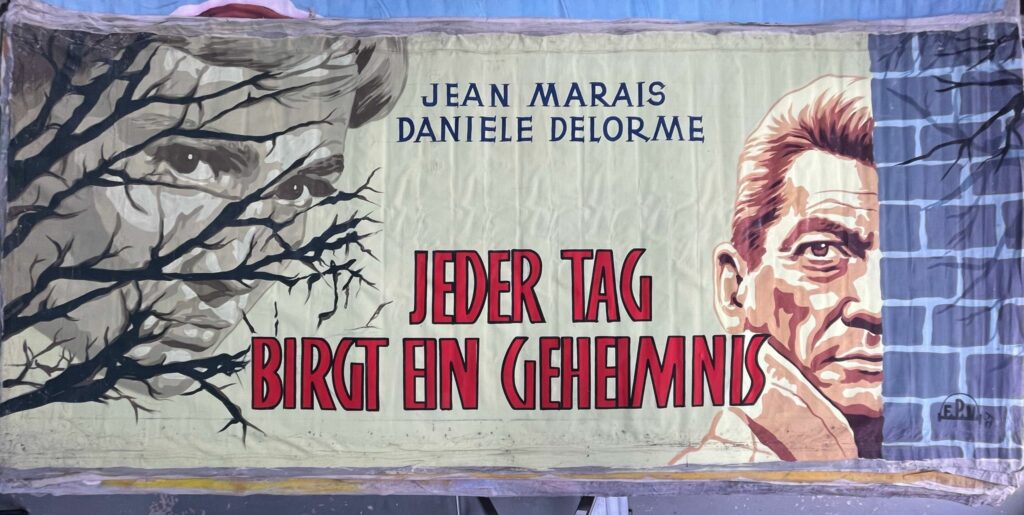 JEAN MARAIS
DANIELE DELORME
JEDER TAG
BIRGT EIN GEHEIMNIS